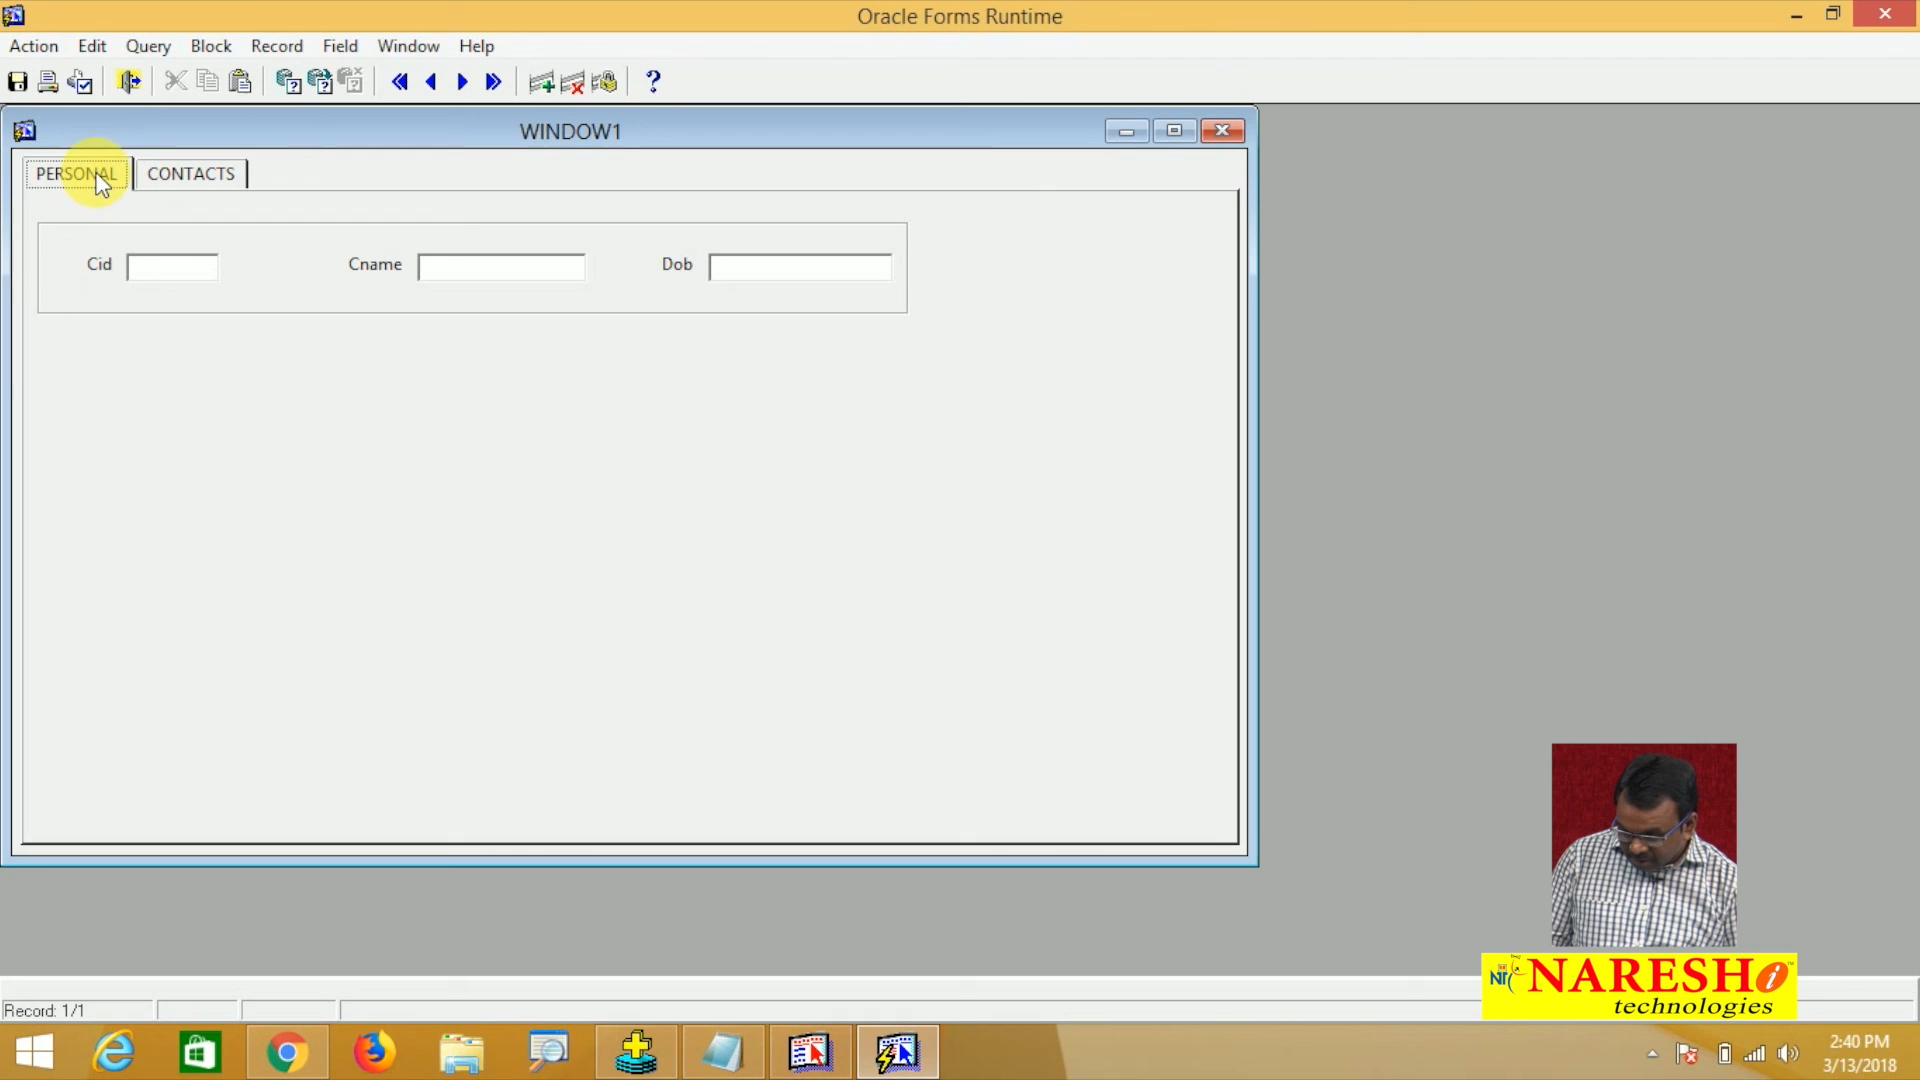 Oracle Forms Runtime
Action Edit Query Block Record Field Window Help
WINDOW1
PERSONAL CONTACTS
Cid Cname Dob
Record: 1/1
NT NARESH i
technologies
2:40 PM
3/13/2018